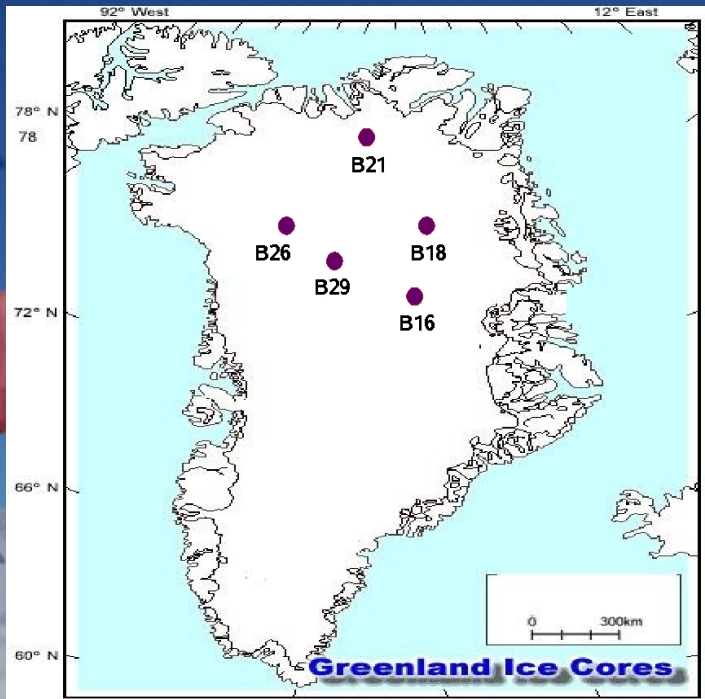 92° West
12° East
78° N
78
B21
B26
B18
B29
B16
72° N
66° N
0 300km
60° N
Greenland Ice Cores